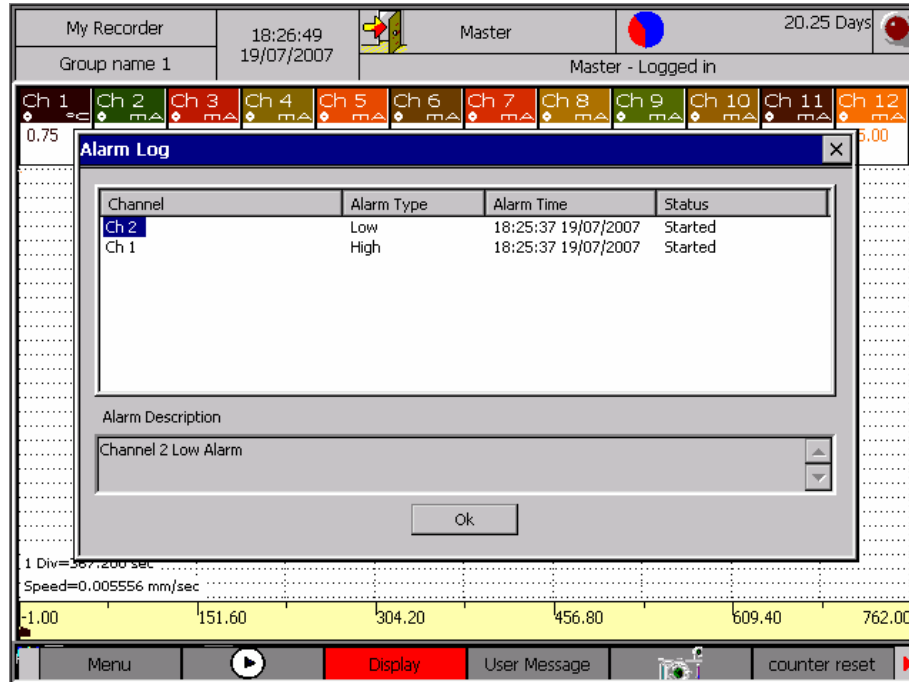 My Recorder
18:26:49
19/07/2007
Master
20.25 Days
Group name 1
Master - Logged in
Ch 1 Ch 2 Ch 3 Ch 4 Ch 5 Ch 6 Ch 7 Ch 8 Ch 9 Ch 10 Ch 11 Ch 12
°C mA mA mA mA mA mA mA mA mA mA mA
0.75
Alarm Log
Channel Alarm Type Alarm Time Status
Ch 2 Low 18:25:37 19/07/2007 Started
Ch 1 High 18:25:37 19/07/2007 Started
Alarm Description
Channel 2 Low Alarm
Ok
1 Div=367.200 sec
Speed=0.005556 mm/sec
-1.00 151.60 304.20 456.80 609.40 762.00
Menu Display User Message counter reset